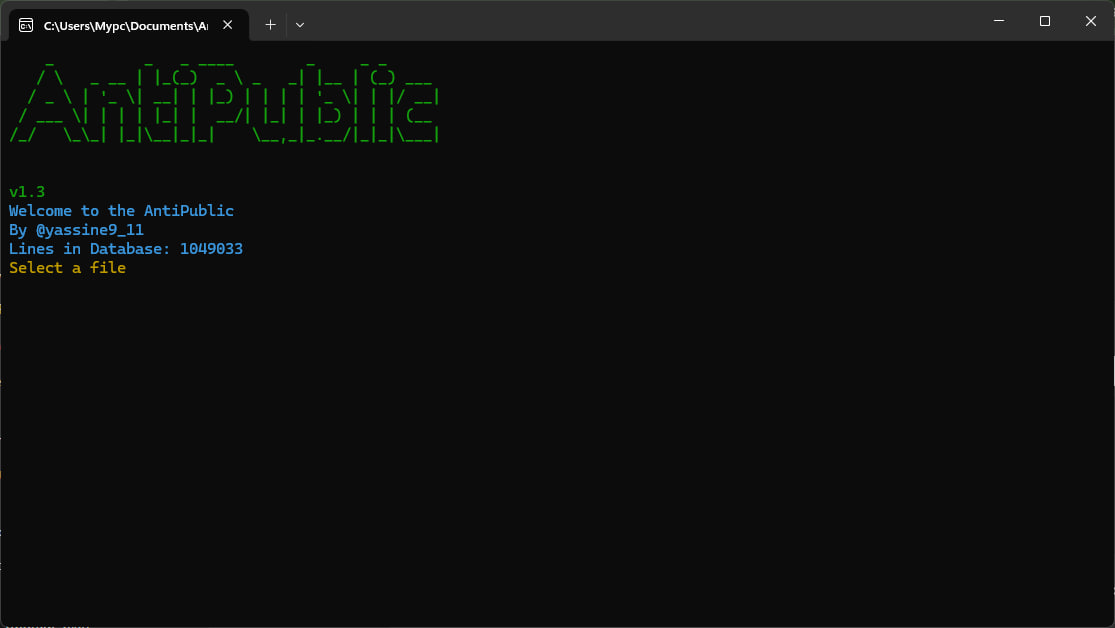 C:\Users\Mypc\Documents\A
AntiPublic
v1.3
Welcome to the AntiPublic
By @yassine9_11
Lines in Database: 1049033
Select a file